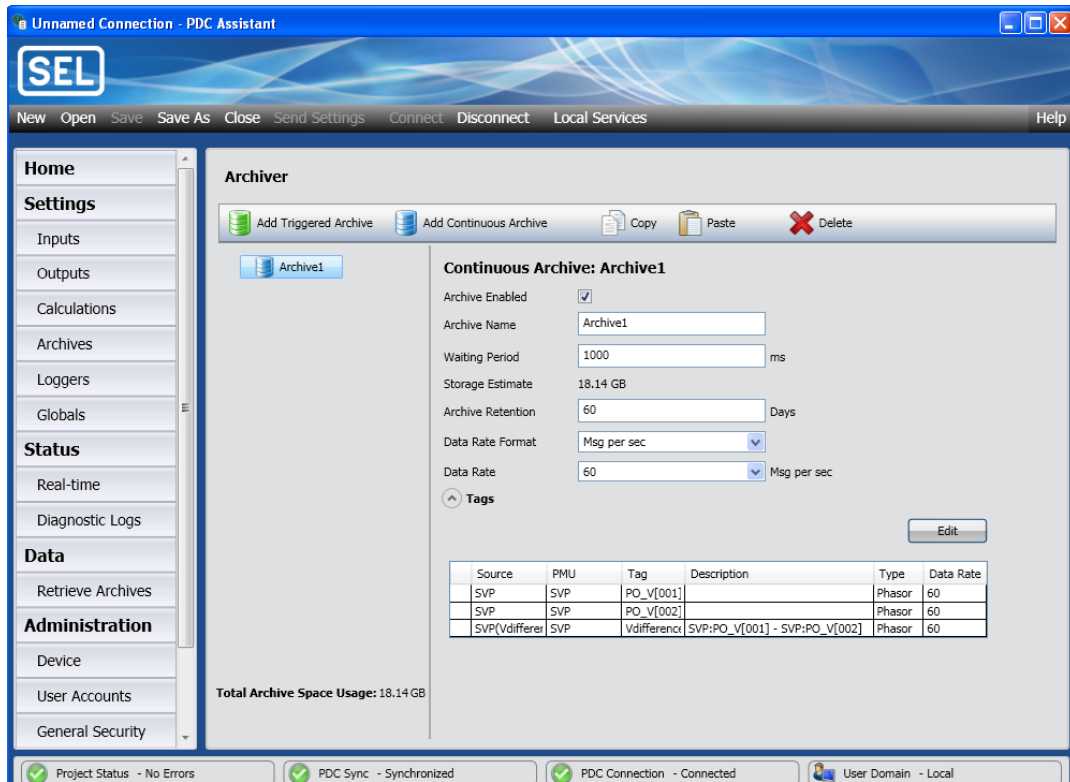 Unnamed Connection - PDC Assistant
SEL
New Open Save Save As Close Send Settings Connect Disconnect Local Services Help
Home
Settings
Inputs
Outputs
Calculations
Archives
Loggers
Globals
Status
Real-time
Diagnostic Logs
Data
Retrieve Archives
Administration
Device
User Accounts
General Security
Archiver
Add Triggered Archive Add Continuous Archive Copy Paste Delete
Archive1
Total Archive Space Usage: 18.14 GB
Continuous Archive: Archive1
Archive Enabled
Archive Name Archive1
Waiting Period 1000 ms
Storage Estimate 18.14 GB
Archive Retention 60 Days
Data Rate Format Msg per sec
Data Rate 60 Msg per sec
Tags
Edit
Source PMU Tag Description Type Data Rate
SVP SVP PO_V[001] Phasor 60
SVP SVP PO_V[002] Phasor 60
SVP(Vdifferer SVP Vdifference SVP:PO_V[001] - SVP:PO_V[002] Phasor 60
Project Status - No Errors PDC Sync - Synchronized PDC Connection - Connected User Domain - Local